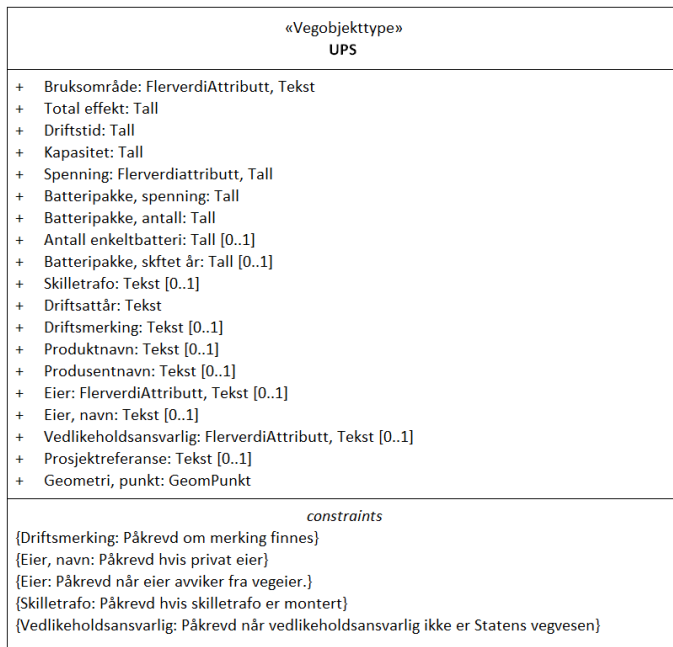 «Vegobjekttype»
UPS
+ Bruksområde: FlerverdiAttributt, Tekst
+ Total effekt: Tall
+ Driftstid: Tall
+ Kapasitet: Tall
+ Spenning: Flerverdiattributt, Tall
+ Batteripakke, spenning: Tall
+ Batteripakke, antall: Tall
+ Antall enkeltbatteri: Tall [0..1]
+ Batteripakke, skftet år: Tall [0..1]
+ Skilletrafo: Tekst [0..1]
+ Driftsattår: Tekst
+ Driftsmerking: Tekst [0..1]
+ Produktnavn: Tekst [0..1]
+ Produsentnavn: Tekst [0..1]
+ Eier: FlerverdiAttributt, Tekst [0..1]
+ Eier, navn: Tekst [0..1]
+ Vedlikeholdsansvarlig: FlerverdiAttributt, Tekst [0..1]
+ Prosjektreferanse: Tekst [0..1]
+ Geometri, punkt: GeomPunkt
constraints
{Driftsmerking: Påkrevd om merking finnes}
{Eier, navn: Påkrevd hvis privat eier}
{Eier: Påkrevd når eier avviker fra vegeier.}
{Skilletrafo: Påkrevd hvis skilletrafo er montert}
{Vedlikeholdsansvarlig: Påkrevd når vedlikeholdsansvarlig ikke er Statens vegvesen}